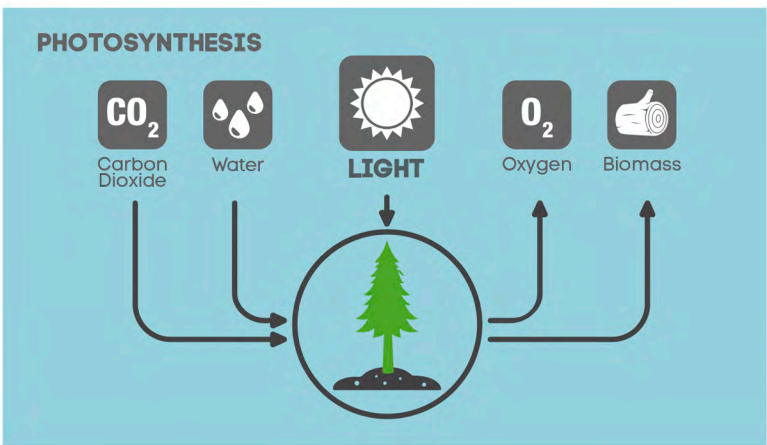 PHOTOSYNTHESIS
CO2
Carbon
Dioxide
Water
LIGHT
O2
Oxygen
Biomass